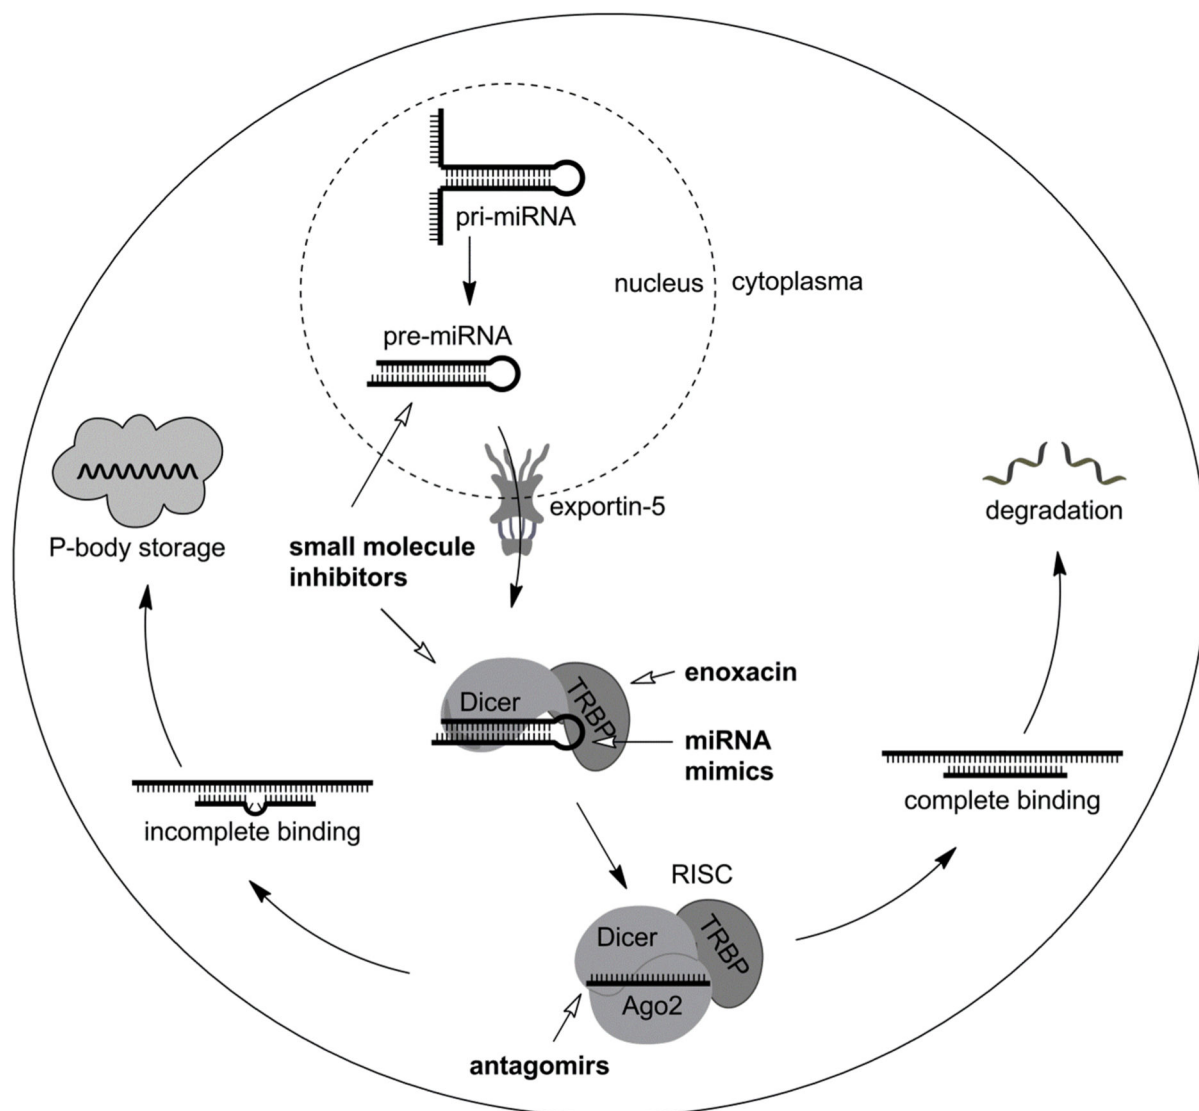 pri-miRNA
nucleus
cytoplasma
pre-miRNA
exportin-5
P-body storage
degradation
small molecule
inhibitors
Dicer
TRBP
enoxacin
miRNA
mimics
incomplete binding
complete binding
RISC
Dicer
TRBP
Ago2
antagomirs